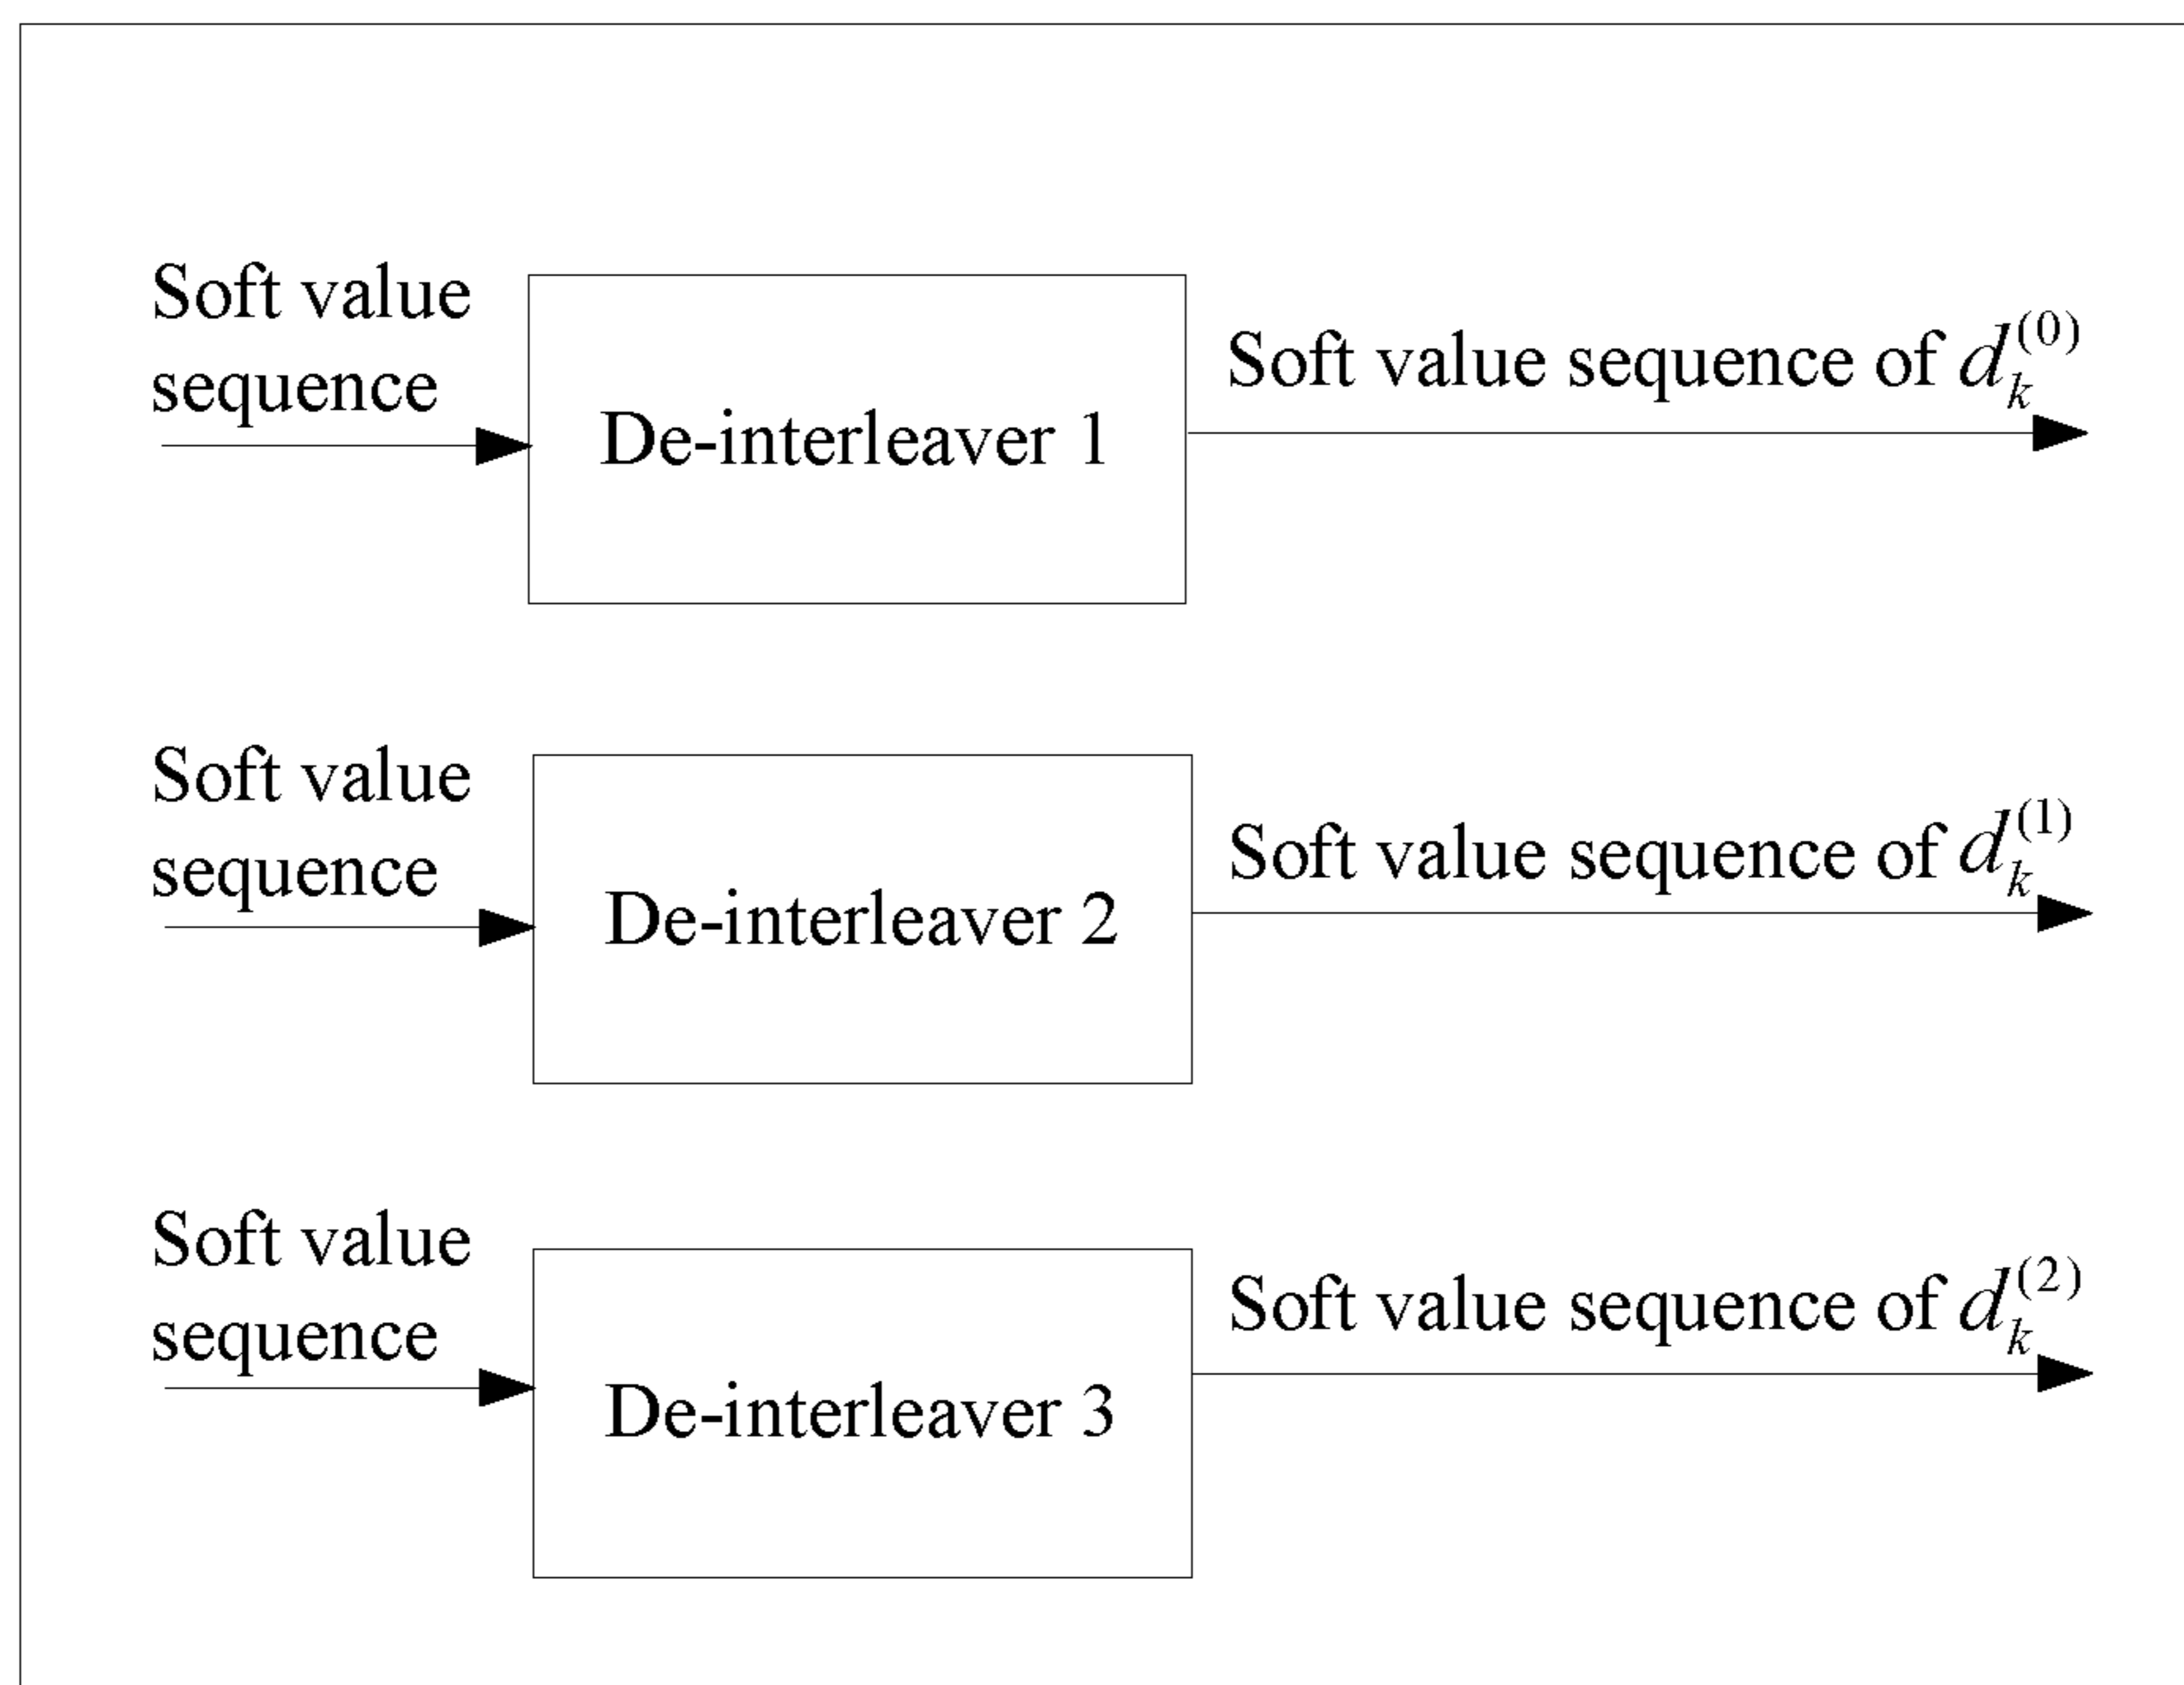 Soft value
sequence
De-interleaver 1
Soft value sequence of $d_k^{(0)}$
Soft value
sequence
De-interleaver 2
Soft value sequence of $d_k^{(1)}$
Soft value
sequence
De-interleaver 3
Soft value sequence of $d_k^{(2)}$